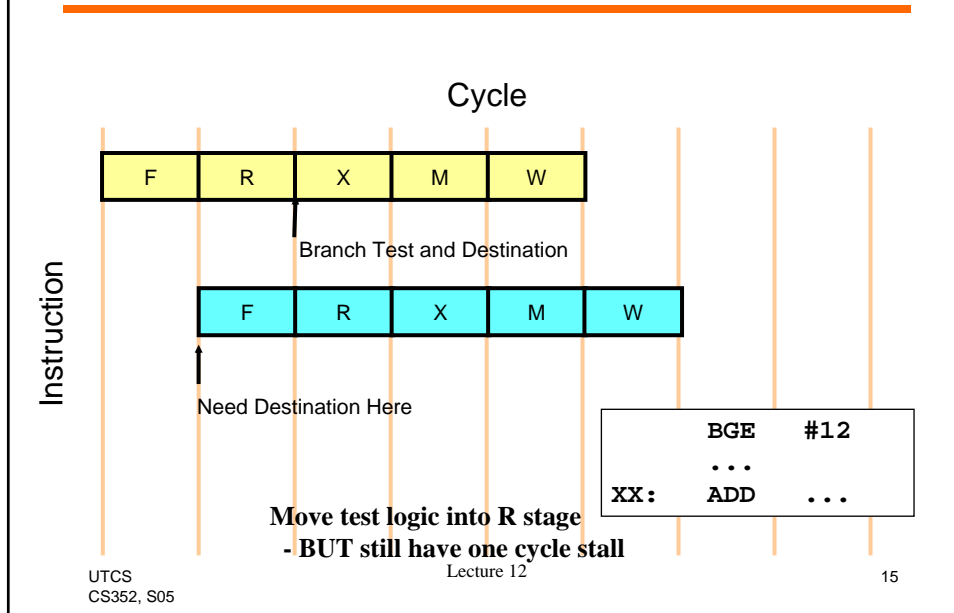 Cycle
F R X M W
Branch Test and Destination
Instruction
F R X M W
Need Destination Here
BGE #12
...
XX: ADD ...
Move test logic into R stage
- BUT still have one cycle stall
UTCS
CS352, S05
Lecture 12
15